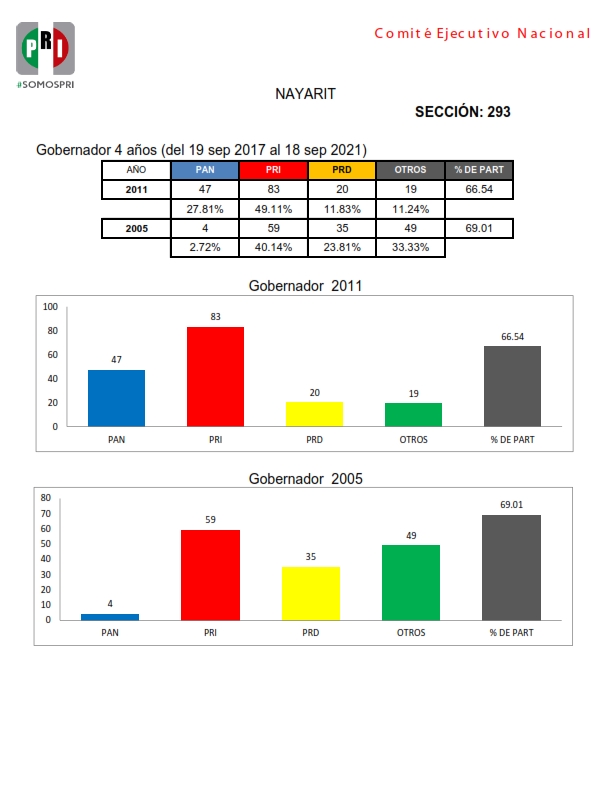 PRI
#SOMOSPRI
Comité Ejecutivo Nacional
NAYARIT
SECCIÓN: 293
Gobernador 4 años (del 19 sep 2017 al 18 sep 2021)
AÑO PAN PRI PRD OTROS % DE PART
2011 47 83 20 19 66.54
27.81% 49.11% 11.83% 11.24%
2005 4 59 35 49 69.01
2.72% 40.14% 23.81% 33.33%
Gobernador 2011
100
80
60
40
20
0
47
83
20
19
66.54
PAN PRI PRD OTROS % DE PART
Gobernador 2005
80
70
60
50
40
30
20
10
0
4
59
35
49
69.01
PAN PRI PRD OTROS % DE PART